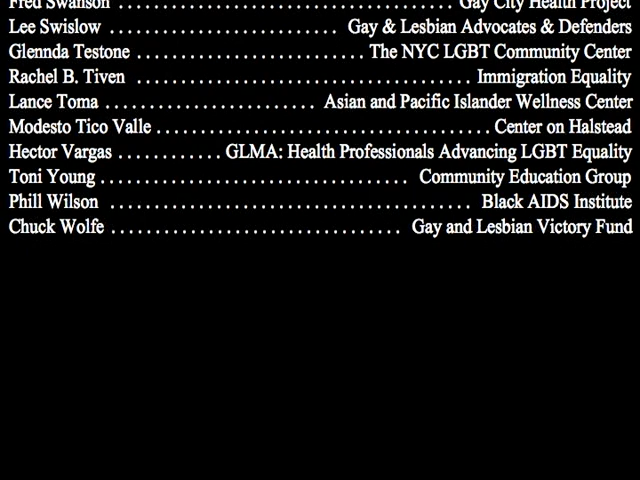 Fred Swanson . . . . . . . . . . . . . . . . . . . . . . . . . . . . . . . . . . . . . . Gay City Health Project
Lee Swislow . . . . . . . . . . . . . . . . . . . . . . . . . . Gay & Lesbian Advocates & Defenders
Glennda Testone . . . . . . . . . . . . . . . . . . . . . . . . . . The NYC LGBT Community Center
Rachel B. Tiven . . . . . . . . . . . . . . . . . . . . . . . . . . . . . . . . . . . . . . Immigration Equality
Lance Toma . . . . . . . . . . . . . . . . . . . . . . . . Asian and Pacific Islander Wellness Center
Modesto Tico Valle . . . . . . . . . . . . . . . . . . . . . . . . . . . . . . . . . . . . . . Center on Halstead
Hector Vargas . . . . . . . . . . . . GLMA: Health Professionals Advancing LGBT Equality
Toni Young . . . . . . . . . . . . . . . . . . . . . . . . . . . . . . . . . . . Community Education Group
Phill Wilson . . . . . . . . . . . . . . . . . . . . . . . . . . . . . . . . . . . . . . . . . Black AIDS Institute
Chuck Wolfe . . . . . . . . . . . . . . . . . . . . . . . . . . . . . . . . . Gay and Lesbian Victory Fund